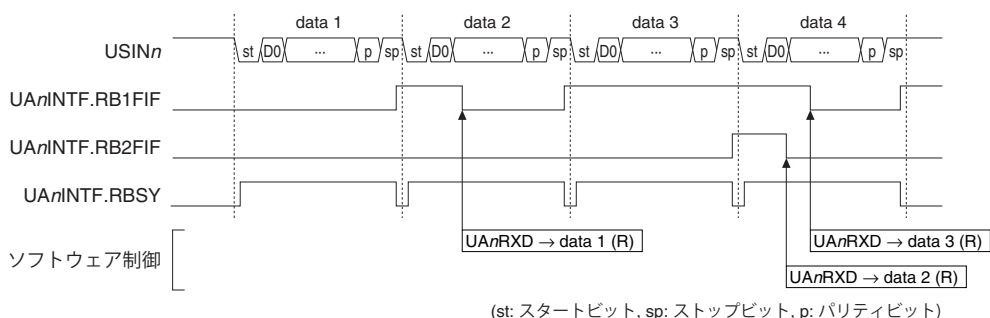 data 1 data 2 data 3 data 4
USINn st D0 ... p sp st D0 ... p sp st D0 ... p sp st D0 ... p sp
UAnINTF.RB1FIF
UAnINTF.RB2FIF
UAnINTF.RBSY
ソフトウェア制御
UAnRXD → data 1 (R) UAnRXD → data 3 (R)
UAnRXD → data 2 (R)
(st: スタートビット, sp: ストップビット, p: パリティビット)